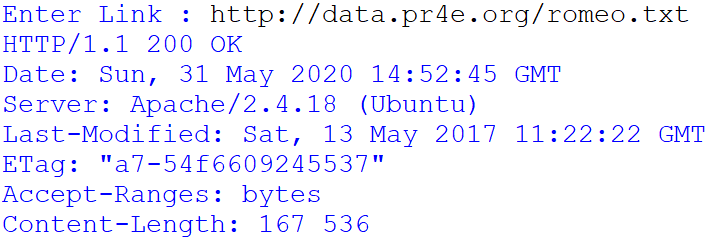 Enter Link : http://data.pr4e.org/romeo.txt
HTTP/1.1 200 OK
Date: Sun, 31 May 2020 14:52:45 GMT
Server: Apache/2.4.18 (Ubuntu)
Last-Modified: Sat, 13 May 2017 11:22:22 GMT
ETag: "a7-54f6609245537"
Accept-Ranges: bytes
Content-Length: 167 536